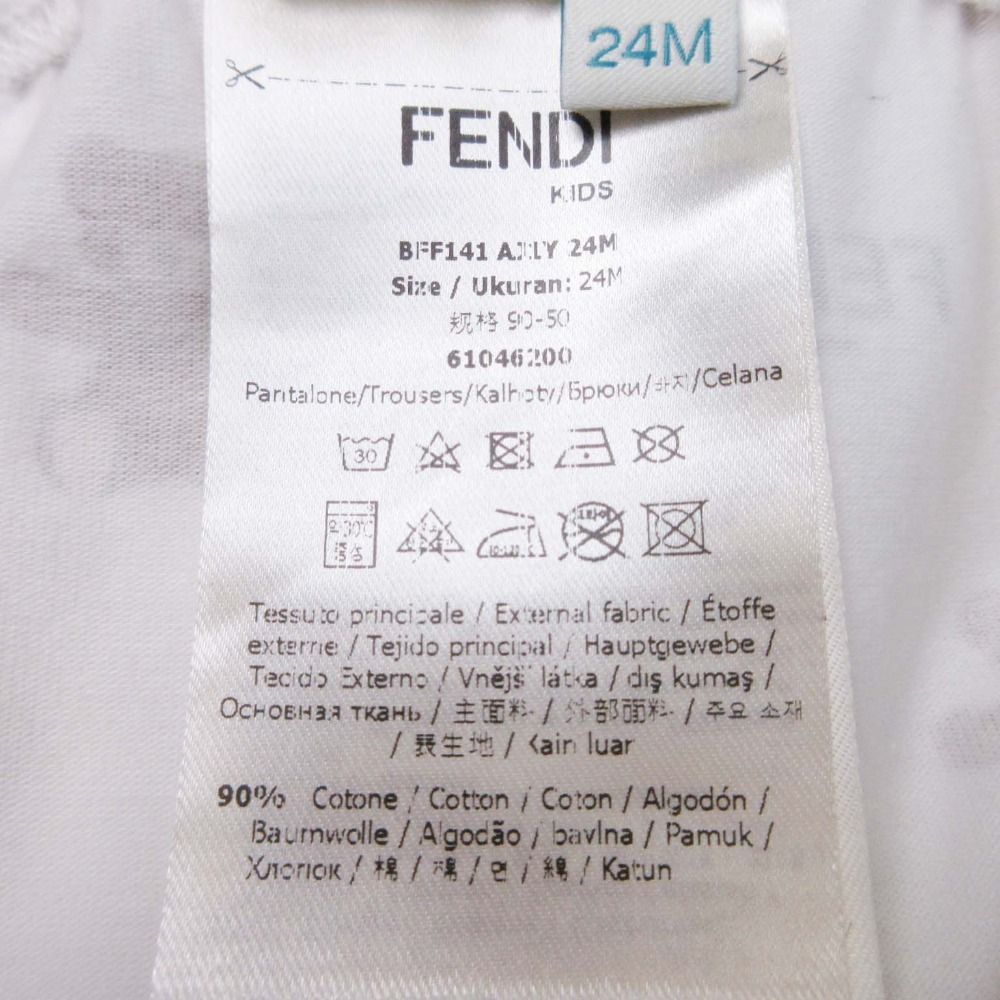 24M
FENDI
KIDS
BFF141 24M
Size / Ukuran: 24M
规格 90-50
61046200
Pantalone/Trousers/Kalhoty/Брюки/바지/Celana
30
30℃
Tessuto principale / External fabric / Étoffe
externe / Tejido principal / Hauptgewebe /
Tecido Externo / Vnější látka / dış kumaş /
Основная ткань / 主面料 / 外部面料 / 주요 소재
/ 表生地 / Kain luar
90% Cotone / Cotton / Coton / Algodón /
Baumwolle / Algodão / bavlna / Pamuk /
Хлопок / 棉 / 棉 / 면 / 綿 / Katun